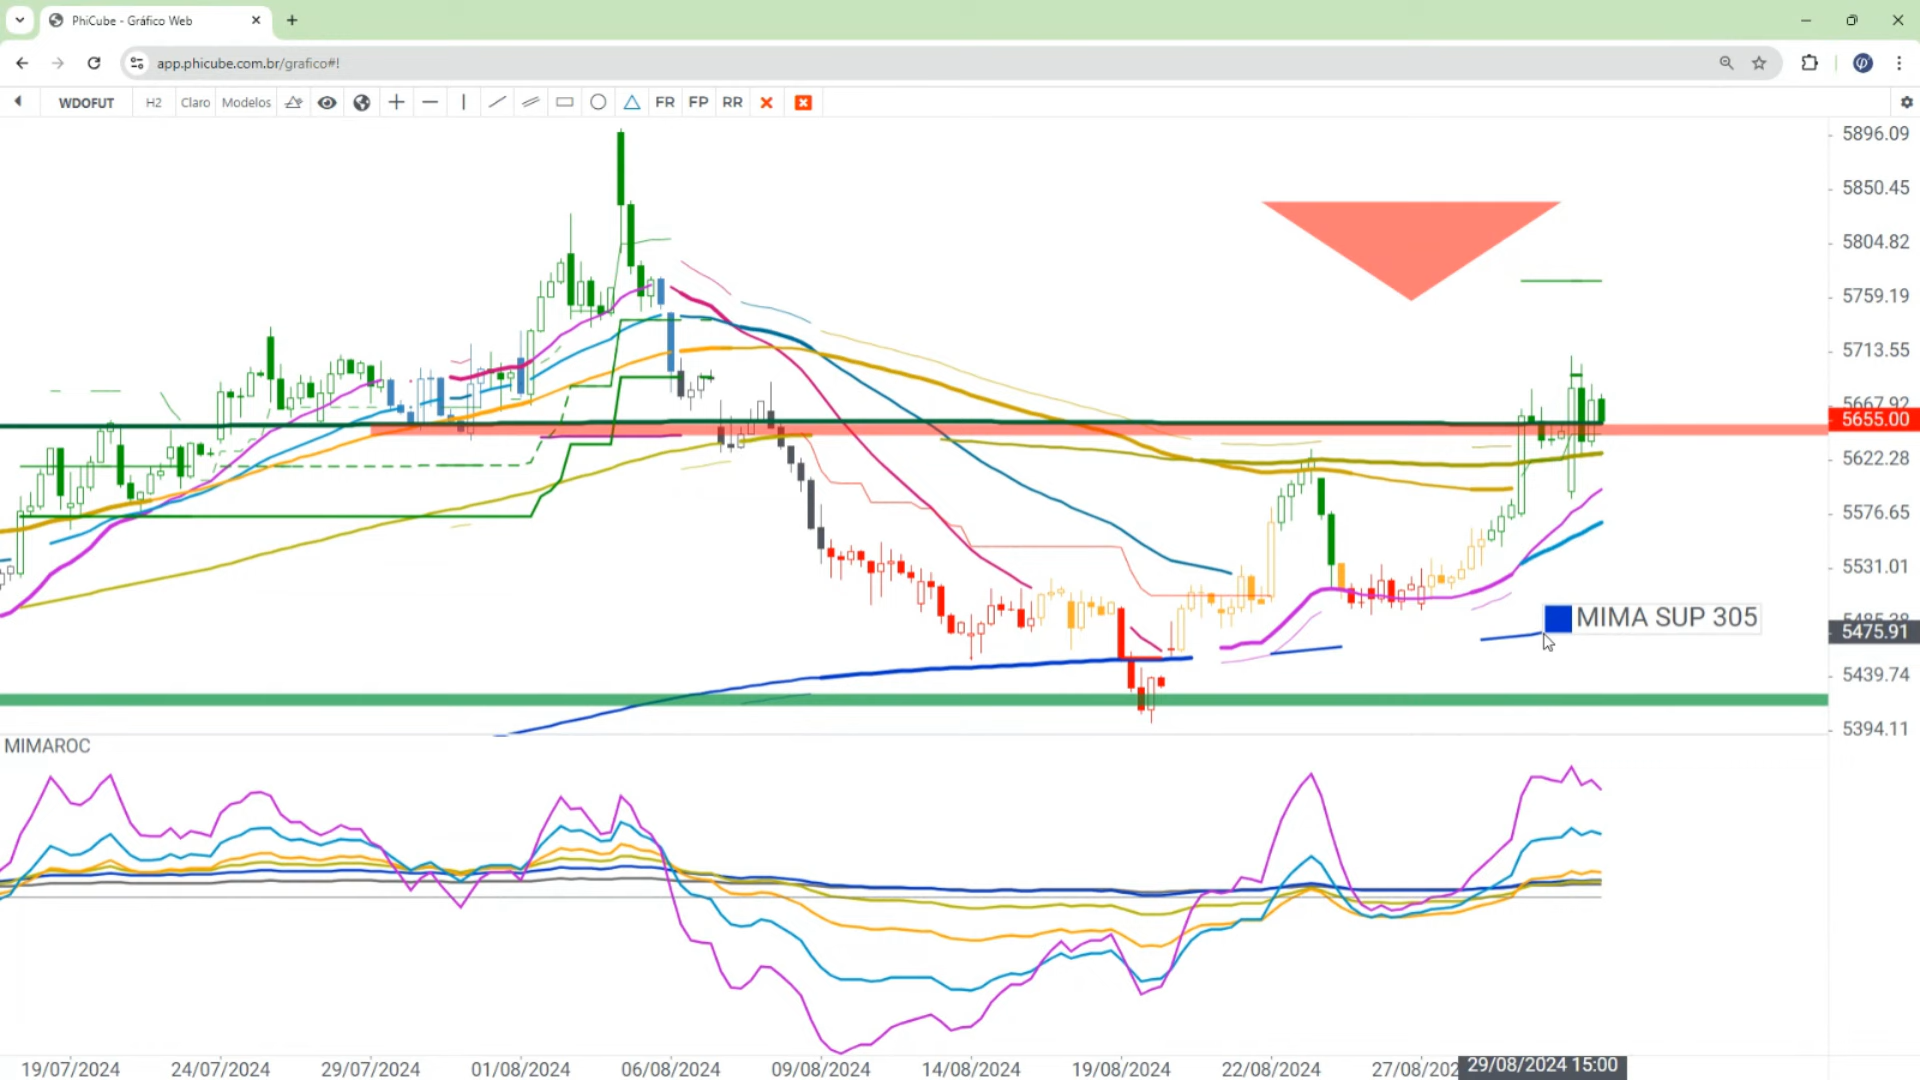 PhiCube - Gráfico Web
app.phicube.com.br/grafico#!
WDOFUT H2 Claro Modelos FR FP RR
5896.09
5850.45
5804.82
5759.19
5713.55
5667.92
5655.00
5622.28
5576.65
5531.01
MIMA SUP 305
5475.91
5439.74
5394.11
MIMAROC
19/07/2024 24/07/2024 29/07/2024 01/08/2024 06/08/2024 09/08/2024 14/08/2024 19/08/2024 22/08/2024 27/08/202 29/08/2024 15:00